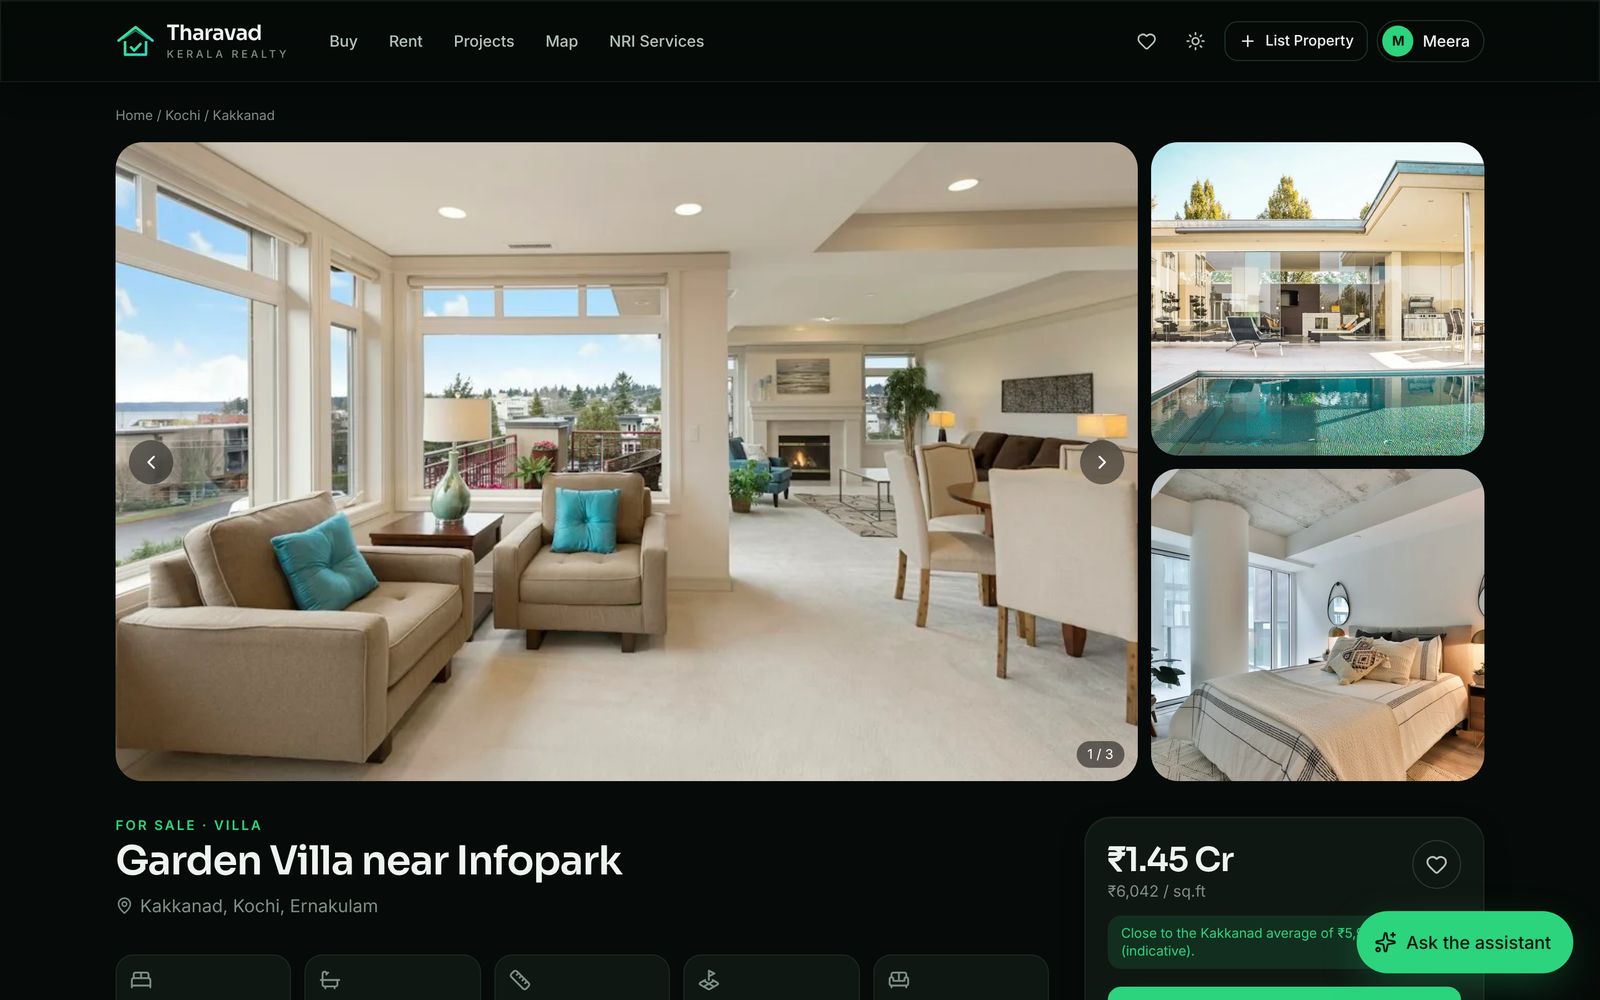 Tharavad
KERALA REALTY
Buy
Rent
Projects
Map
NRI Services
List Property
M
Meera
Home / Kochi / Kakkanad
1 / 3
FOR SALE · VILLA
Garden Villa near Infopark
Kakkanad, Kochi, Ernakulam
₹1.45 Cr
₹6,042 / sq.ft
Close to the Kakkanad average of
(indicative).
Ask the assistant